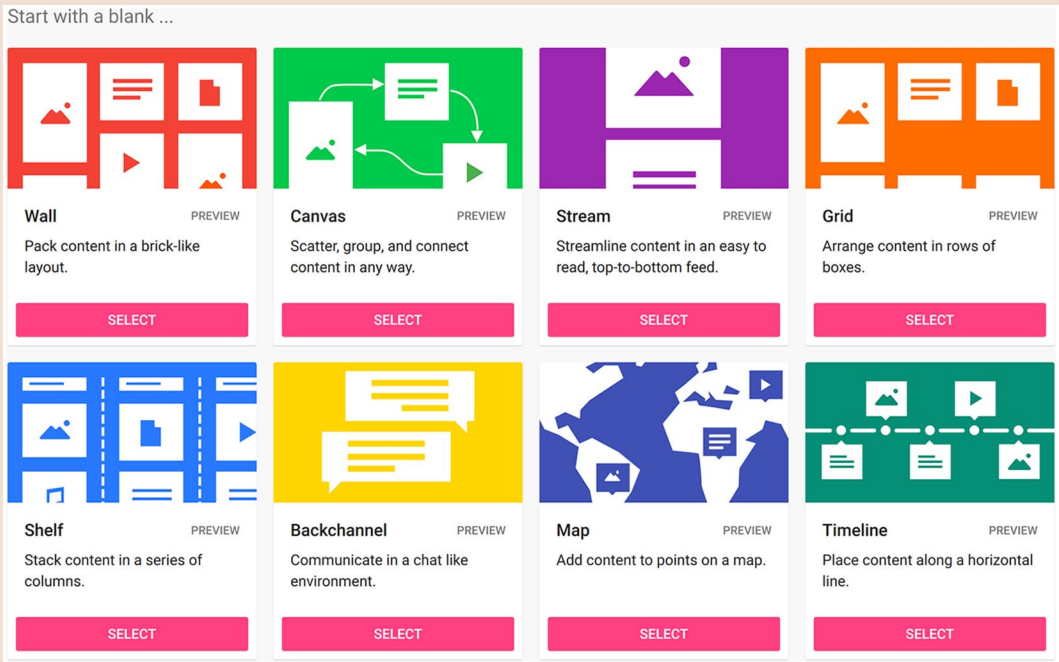 Start with a blank ...
Wall PREVIEW
Pack content in a brick-like
layout.
SELECT
Canvas PREVIEW
Scatter, group, and connect
content in any way.
SELECT
Stream PREVIEW
Streamline content in an easy to
read, top-to-bottom feed.
SELECT
Grid PREVIEW
Arrange content in rows of
boxes.
SELECT
Shelf PREVIEW
Stack content in a series of
columns.
SELECT
Backchannel PREVIEW
Communicate in a chat like
environment.
SELECT
Map PREVIEW
Add content to points on a map.
SELECT
Timeline PREVIEW
Place content along a horizontal
line.
SELECT